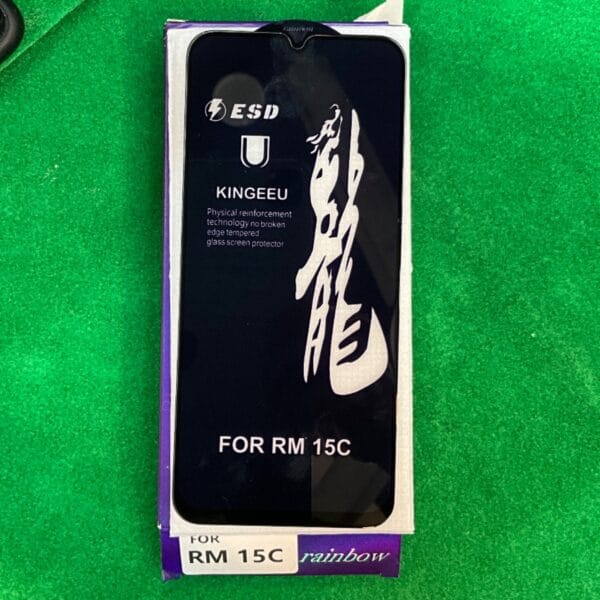 rainbow
ESD
U
KINGEEU
Physical reinforcement
technology no broken
edge tempered
glass screen protector
龍
FOR RM 15C
FOR
RM 15C
rainbow